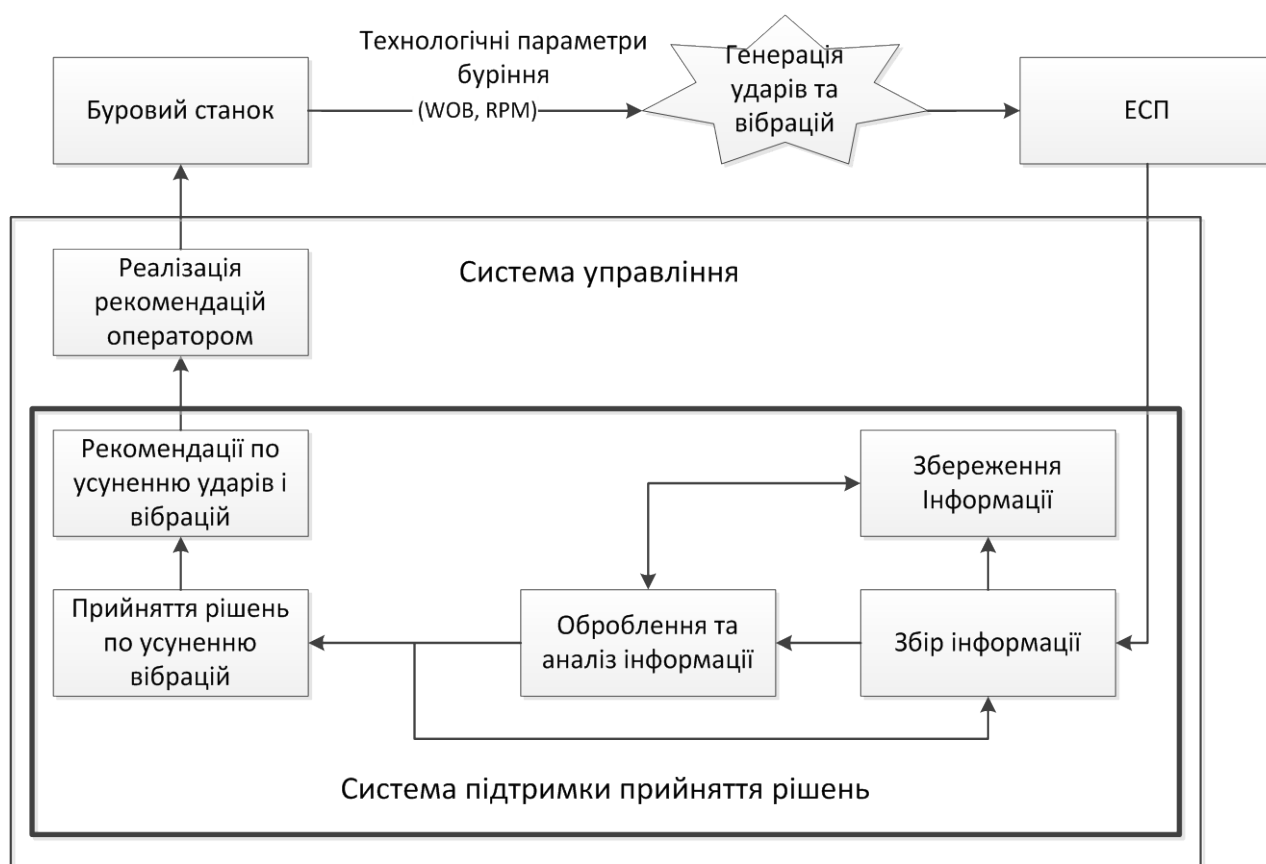 Технологічні параметри
буріння
(WOB, RPM)
Буровий станок
Генерація
ударів та
вібрацій
ЕСП
Реалізація
рекомендацій
оператором
Система управління
Рекомендації по
усуненню ударів і
вібрацій
Збереження
Інформації
Прийняття рішень
по усуненню
вібрацій
Оброблення та
аналіз інформації
Збір інформації
Система підтримки прийняття рішень